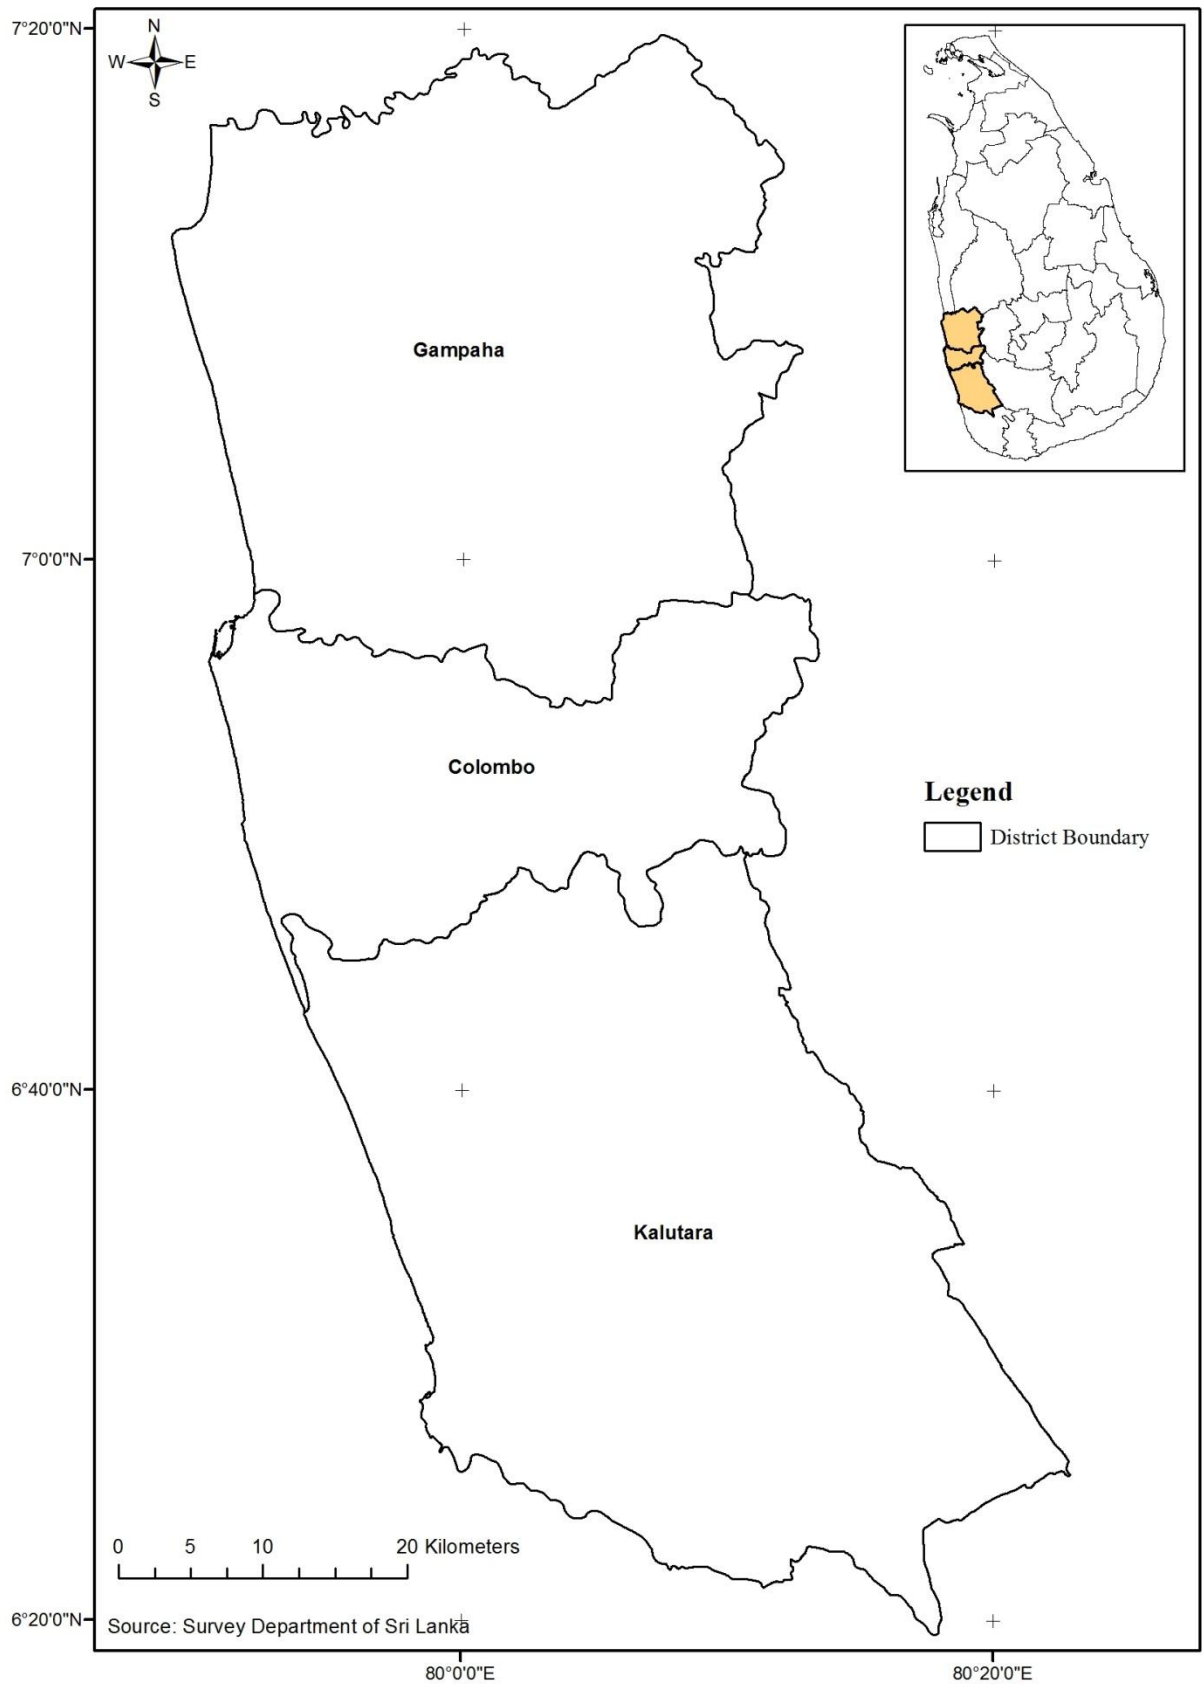 7°20'0"N
N
W E
S
Gampaha
7°0'0"N
Colombo
Legend
District Boundary
6°40'0"N
Kalutara
0 5 10 20 Kilometers
6°20'0"N
Source: Survey Department of Sri Lanka
80°0'0"E 80°20'0"E